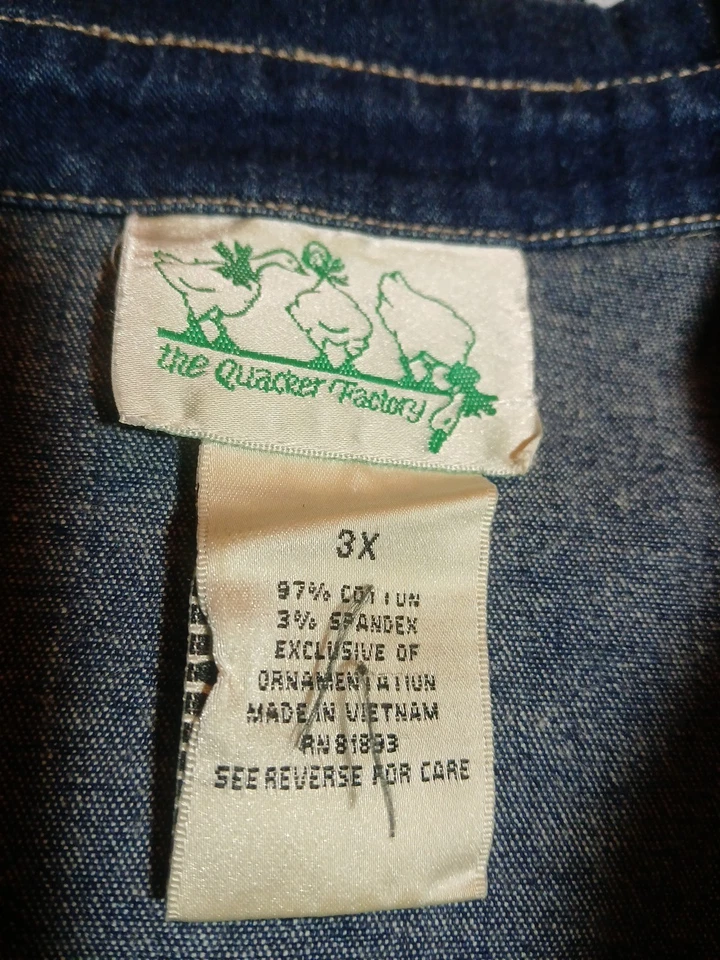 the Quacker Factory
3X
97% COTTON
3% SPANDEX
EXCLUSIVE OF
ORNAMENTATION
MADE IN VIETNAM
RN 81893
SEE REVERSE FOR CARE